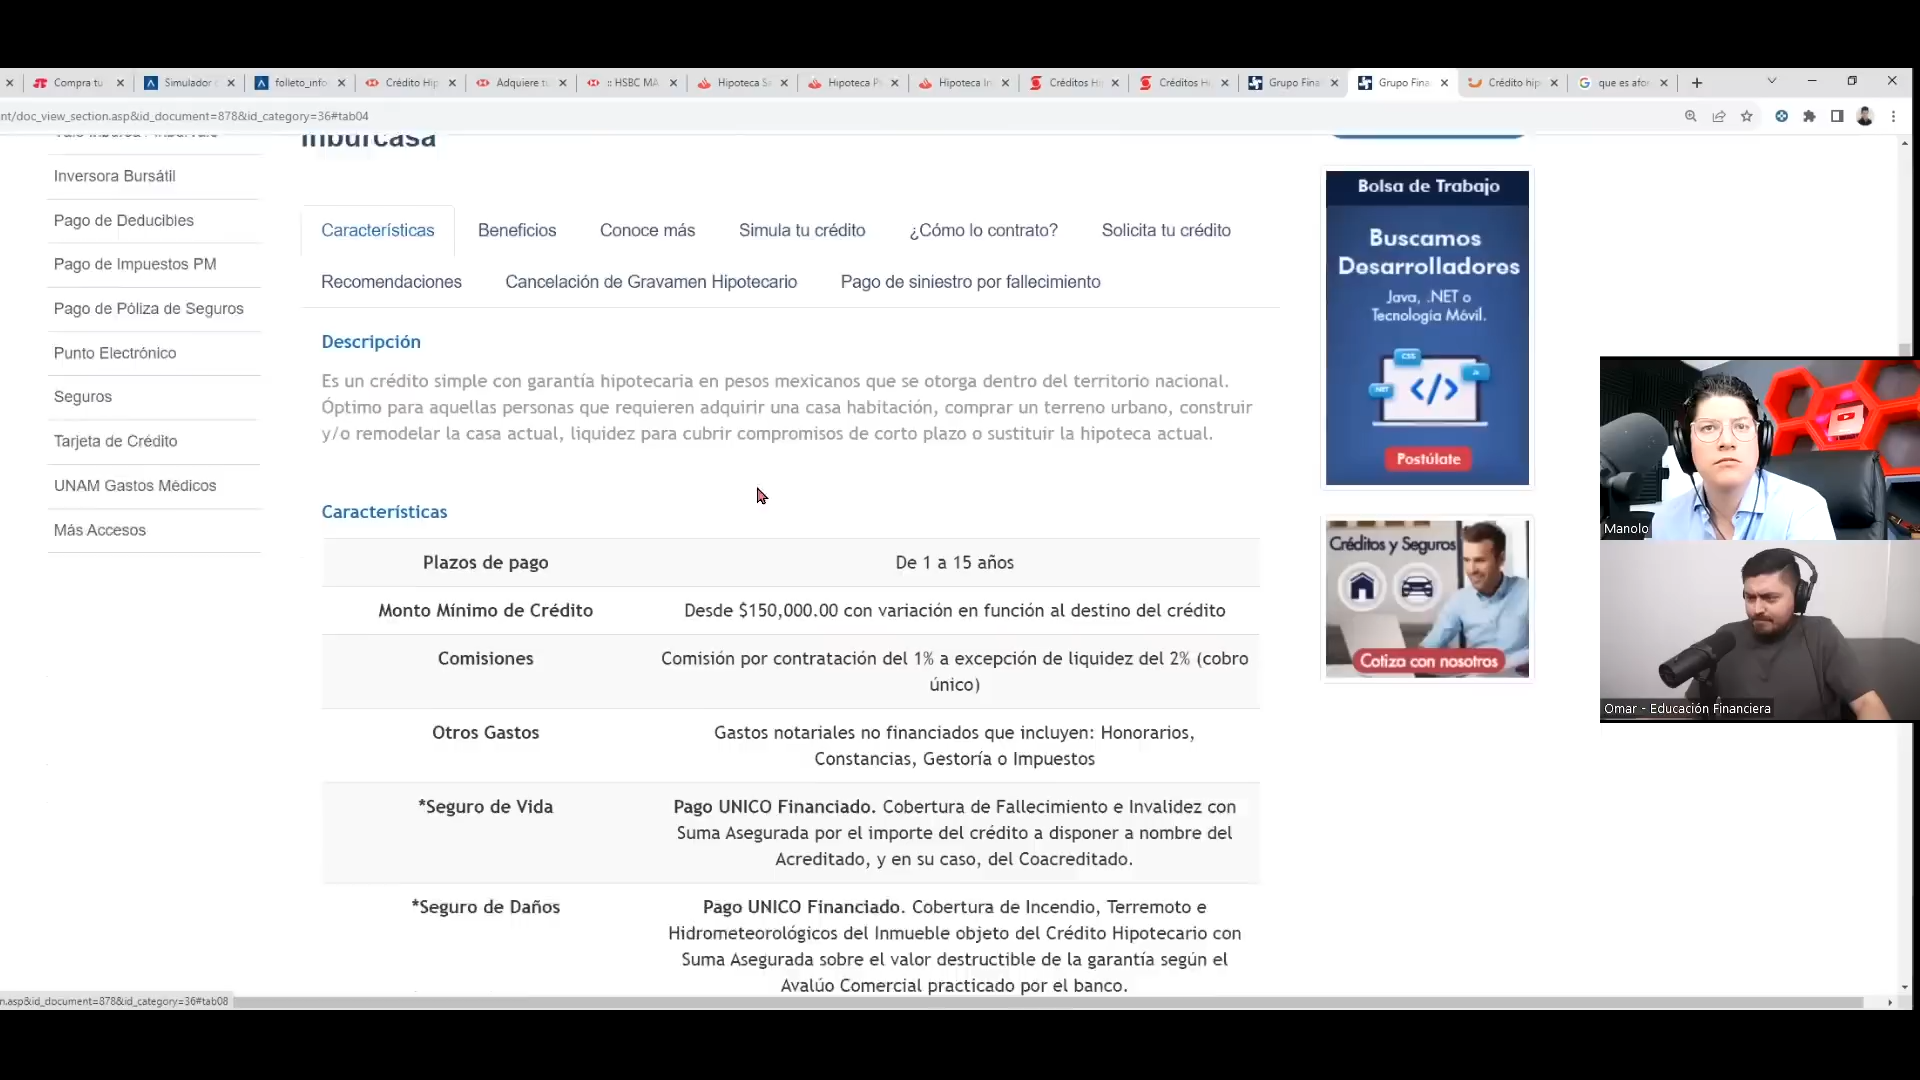 Compra tu
Simulador
folleto_info
Crédito Hip
Adquiere t
:: HSBC MA
Hipoteca S
Hipoteca P
Hipoteca In
Créditos Hi
Créditos Hi
Grupo Fina
Grupo Fina
Crédito hip
que es afor
nt/doc_view_section.asp&id_document=878&id_category=36#tab04
Inburcasa
Inversora Bursátil
Pago de Deducibles
Pago de Impuestos PM
Pago de Póliza de Seguros
Punto Electrónico
Seguros
Tarjeta de Crédito
UNAM Gastos Médicos
Más Accesos
Características
Beneficios
Conoce más
Simula tu crédito
¿Cómo lo contrato?
Solicita tu crédito
Recomendaciones
Cancelación de Gravamen Hipotecario
Pago de siniestro por fallecimiento
Descripción
Es un crédito simple con garantía hipotecaria en pesos mexicanos que se otorga dentro del territorio nacional.
Óptimo para aquellas personas que requieren adquirir una casa habitación, comprar un terreno urbano, construir
y/o remodelar la casa actual, liquidez para cubrir compromisos de corto plazo o sustituir la hipoteca actual.
Características
Plazos de pago
De 1 a 15 años
Monto Mínimo de Crédito
Desde $150,000.00 con variación en función al destino del crédito
Comisiones
Comisión por contratación del 1% a excepción de liquidez del 2% (cobro
único)
Otros Gastos
Gastos notariales no financiados que incluyen: Honorarios,
Constancias, Gestoría o Impuestos
*Seguro de Vida
Pago UNICO Financiado. Cobertura de Fallecimiento e Invalidez con
Suma Asegurada por el importe del crédito a disponer a nombre del
Acreditado, y en su caso, del Coacreditado.
*Seguro de Daños
Pago UNICO Financiado. Cobertura de Incendio, Terremoto e
Hidrometeorológicos del Inmueble objeto del Crédito Hipotecario con
Suma Asegurada sobre el valor destructible de la garantía según el
Avalúo Comercial practicado por el banco.
Bolsa de Trabajo
Buscamos
Desarrolladores
Java, .NET o
Tecnología Móvil.
CSS
.NET
Js
</>
Postúlate
Créditos y Seguros
Cotiza con nosotros
Manolo
Omar - Educación Financiera
n.asp&id_document=878&id_category=36#tab08